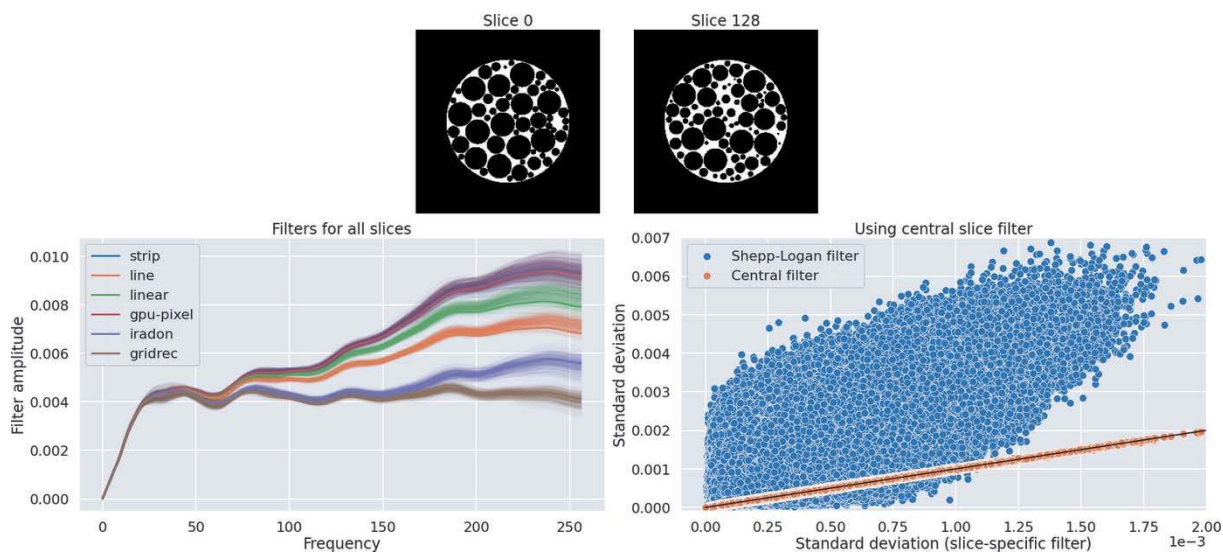 Slice 0
Slice 128
Filters for all slices
Filter amplitude
0.010
0.008
0.006
0.004
0.002
0.000
strip
line
linear
gpu-pixel
iradon
gridrec
0
50
100
150
200
250
Frequency
Using central slice filter
Standard deviation
0.007
0.006
0.005
0.004
0.003
0.002
0.001
0.000
Shepp-Logan filter
Central filter
0.00
0.25
0.50
0.75
1.00
1.25
1.50
1.75
2.00
1e−3
Standard deviation (slice-specific filter)